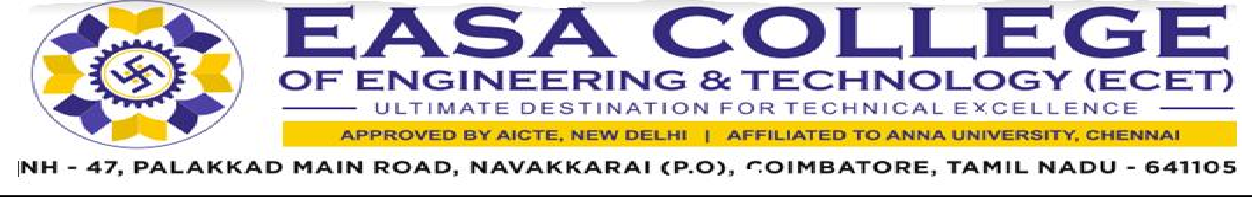 EASA COLLEGE
OF ENGINEERING & TECHNOLOGY (ECET)
ULTIMATE DESTINATION FOR TECHNICAL EXCELLENCE
APPROVED BY AICTE, NEW DELHI | AFFILIATED TO ANNA UNIVERSITY, CHENNAI
NH - 47, PALAKKAD MAIN ROAD, NAVAKKARAI (P.O), COIMBATORE, TAMIL NADU - 641105